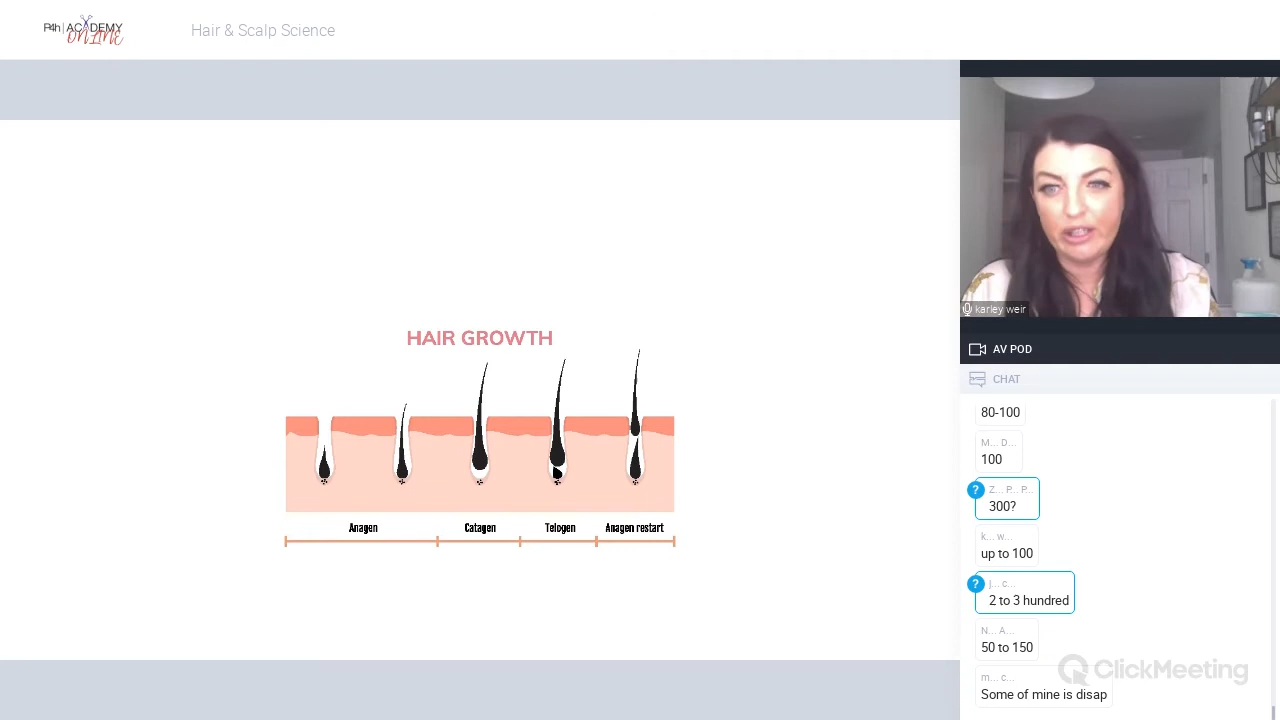 P4h | ACADEMY
ONLINE
Hair & Scalp Science
HAIR GROWTH
Anagen
Catagen
Telogen
Anagen restart
karley weir
AV POD
CHAT
80-100
M... D...
100
?
Z... P... P...
300?
k... w...
up to 100
?
j... c...
2 to 3 hundred
N... A...
50 to 150
m... c...
Some of mine is disap
ClickMeeting